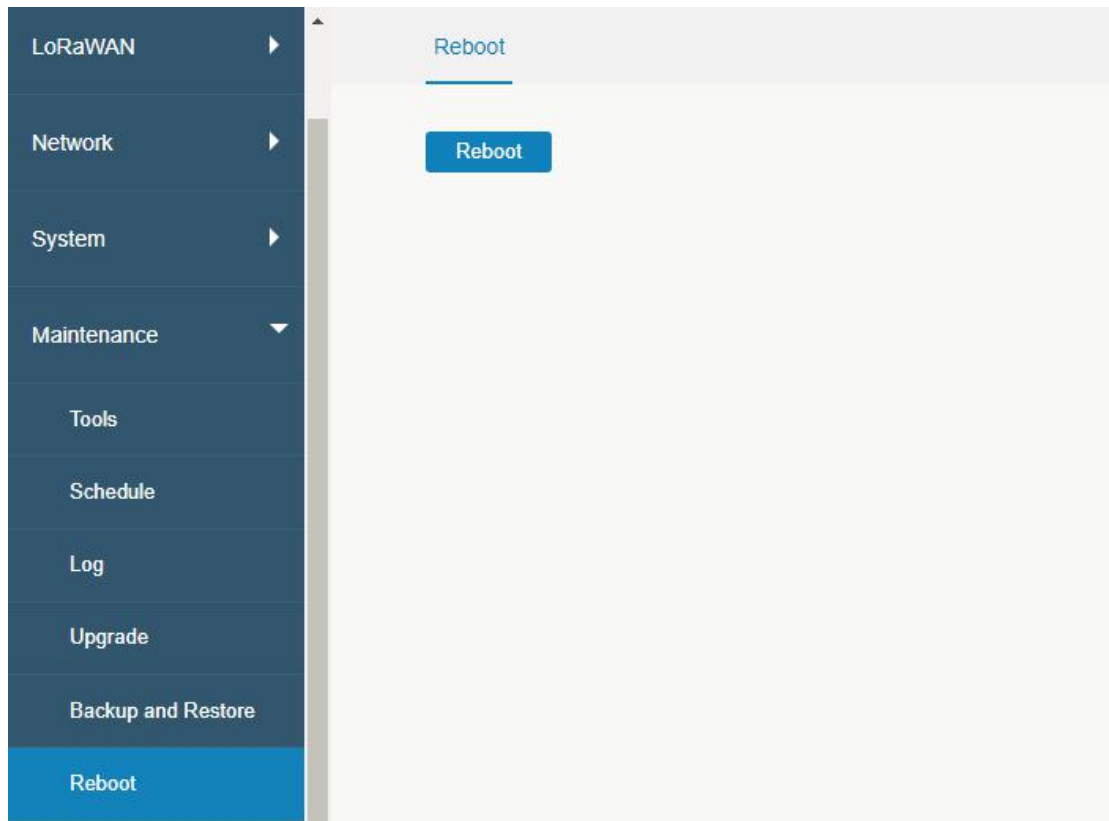 LoRaWAN
Network
System
Maintenance
Tools
Schedule
Log
Upgrade
Backup and Restore
Reboot
Reboot
Reboot